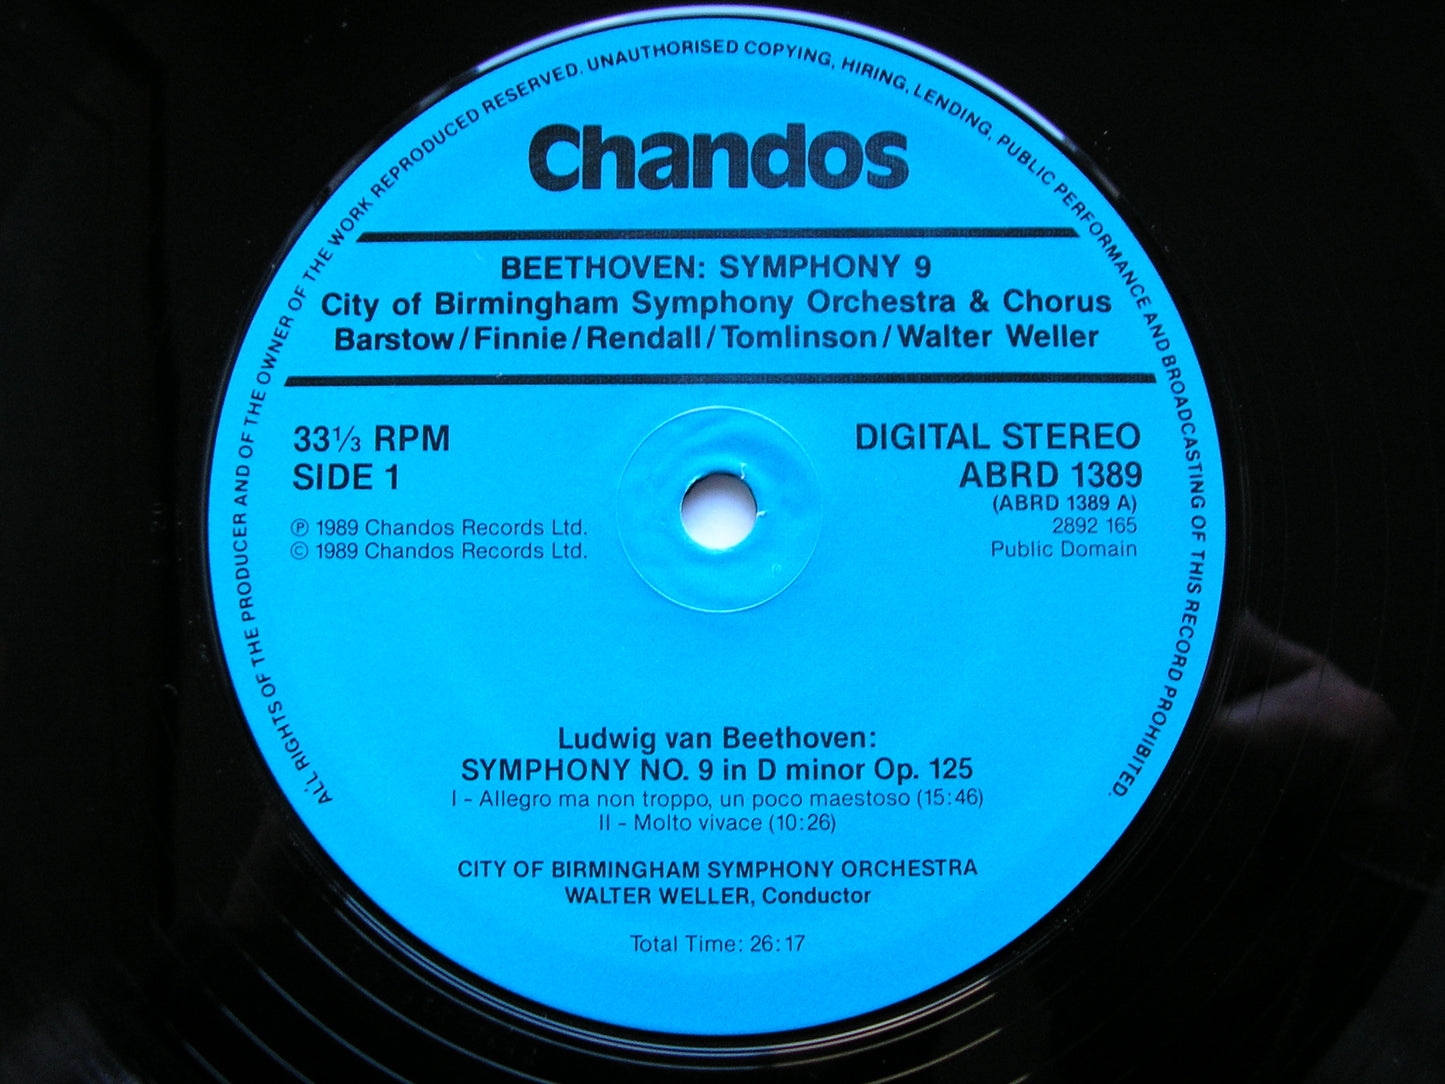 ALL RIGHTS OF THE PRODUCER AND OF THE OWNER OF THE WORK REPRODUCED RESERVED. UNAUTHORISED COPYING, HIRING, LENDING, PUBLIC PERFORMANCE AND BROADCASTING OF THIS RECORD PROHIBITED.
Chandos
BEETHOVEN: SYMPHONY 9
City of Birmingham Symphony Orchestra & Chorus
Barstow/Finnie/Rendall/Tomlinson/Walter Weller
33⅓ RPM
SIDE 1
℗ 1989 Chandos Records Ltd.
© 1989 Chandos Records Ltd.
DIGITAL STEREO
ABRD 1389
(ABRD 1389 A)
2892 165
Public Domain
Ludwig van Beethoven:
SYMPHONY NO. 9 in D minor Op. 125
I - Allegro ma non troppo, un poco maestoso (15:46)
II - Molto vivace (10:26)
CITY OF BIRMINGHAM SYMPHONY ORCHESTRA
WALTER WELLER, Conductor
Total Time: 26:17